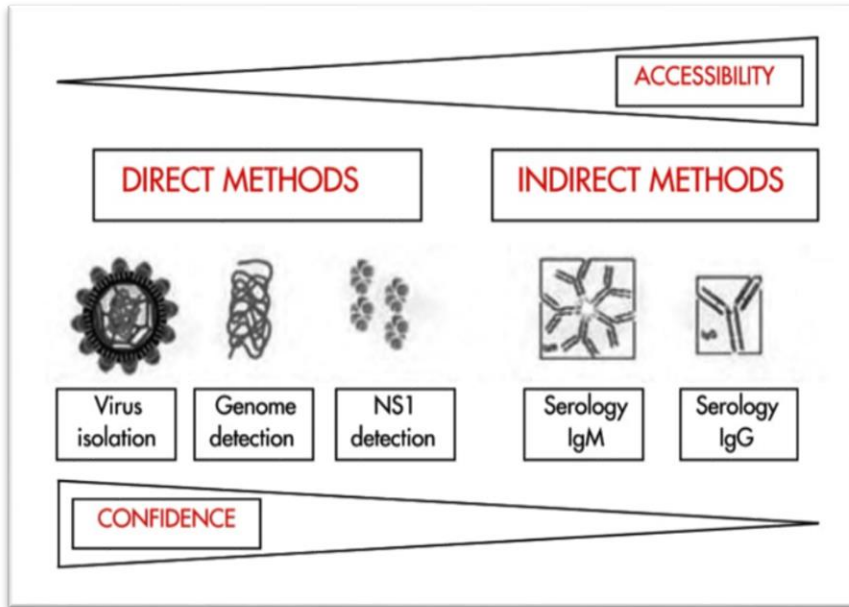 ACCESSIBILITY
DIRECT METHODS
INDIRECT METHODS
Virus
isolation
Genome
detection
NS1
detection
Serology
IgM
Serology
IgG
CONFIDENCE